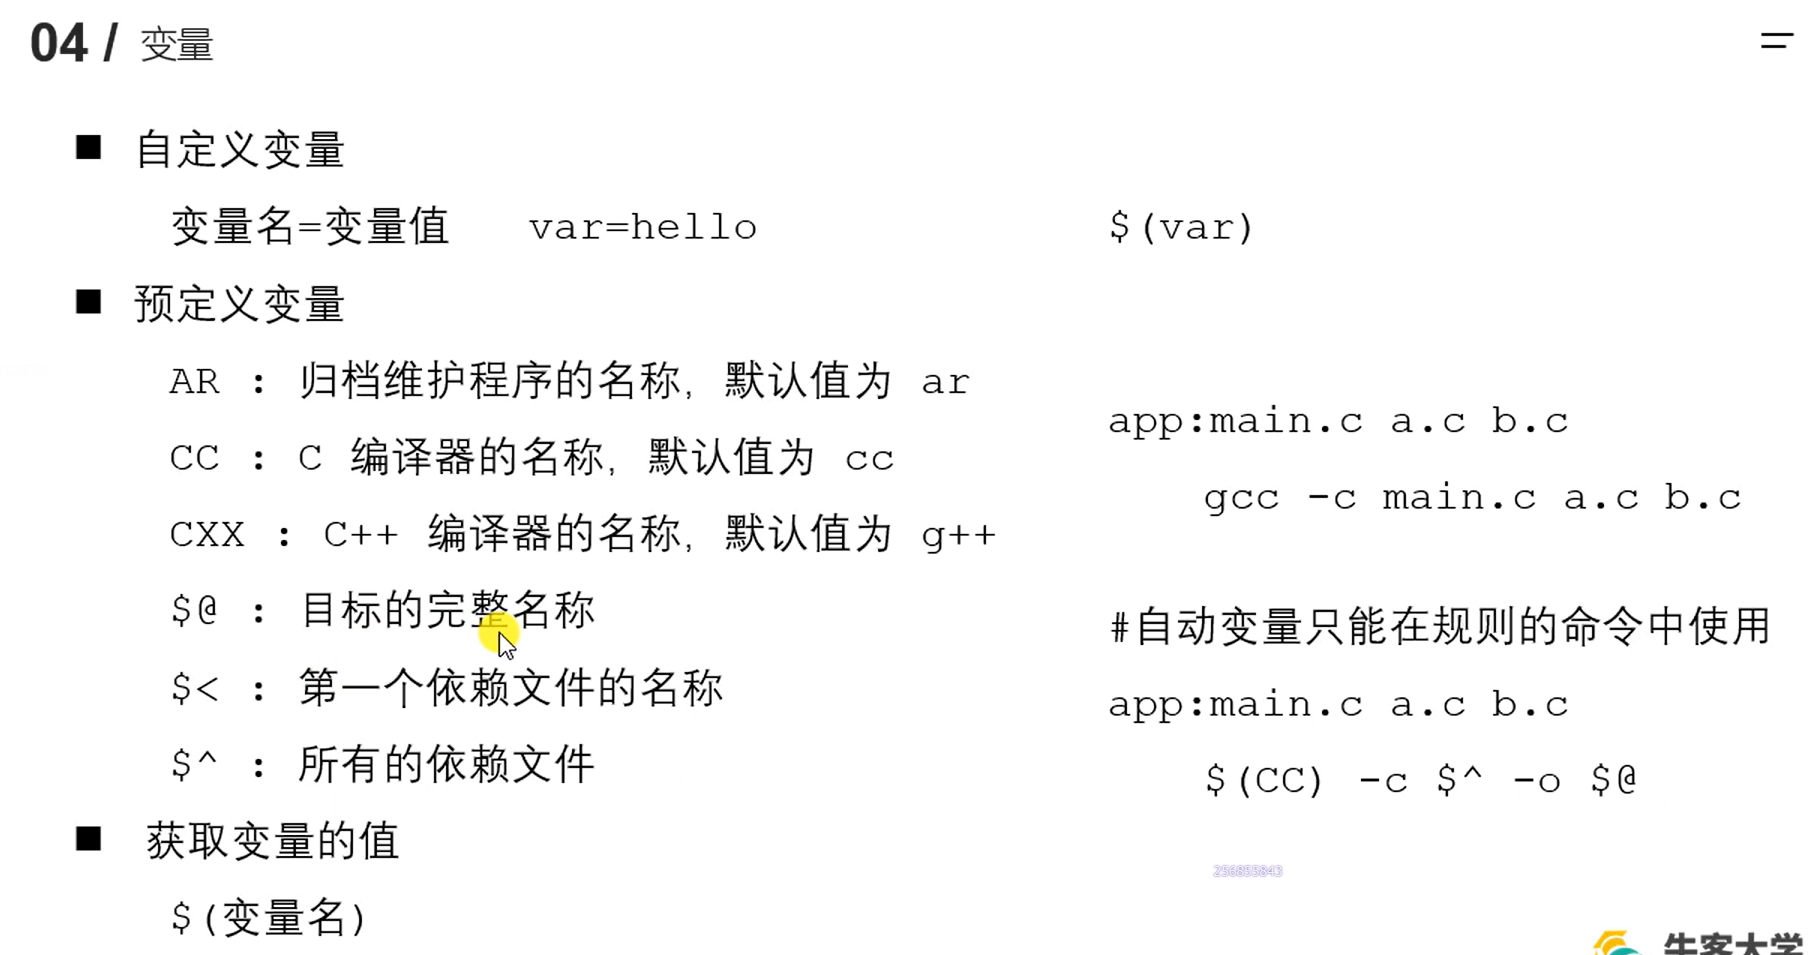 04 / 变量
■ 自定义变量
变量名=变量值 var=hello $(var)
■ 预定义变量
AR : 归档维护程序的名称, 默认值为 ar
CC : C 编译器的名称, 默认值为 cc
CXX : C++ 编译器的名称, 默认值为 g++
$@ : 目标的完整名称
$< : 第一个依赖文件的名称
$^ : 所有的依赖文件
■ 获取变量的值
$(变量名)
app:main.c a.c b.c
gcc -c main.c a.c b.c
#自动变量只能在规则的命令中使用
app:main.c a.c b.c
$(CC) -c $^ -o $@
256855843
牛客大学